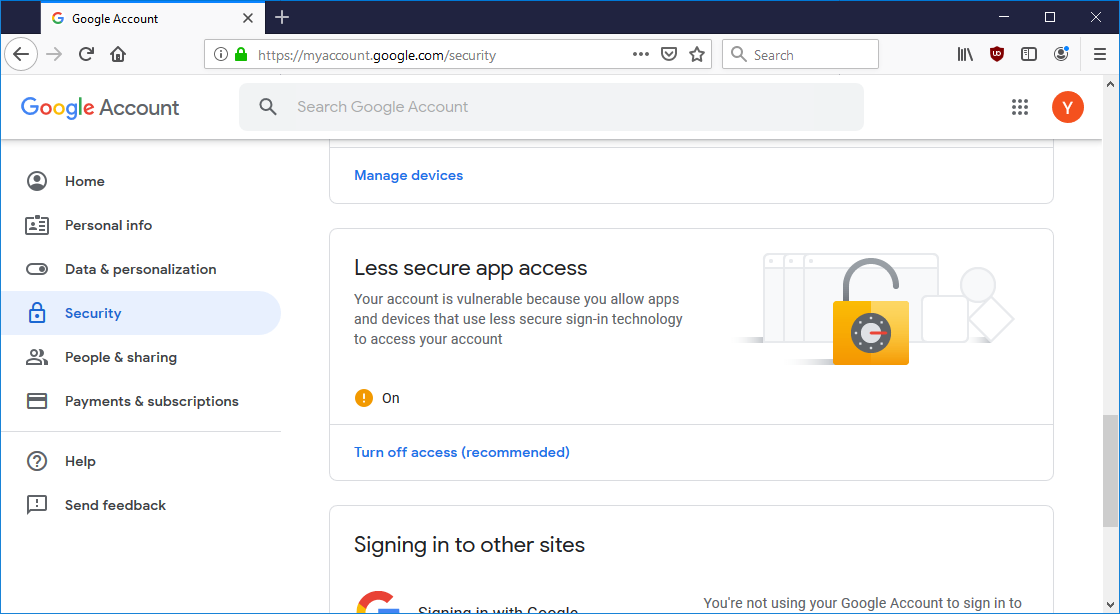 Google Account
https://myaccount.google.com/security
Search
Google Account
Search Google Account
Y
Home
Personal info
Data & personalization
Security
People & sharing
Payments & subscriptions
Help
Send feedback
Manage devices
Less secure app access
Your account is vulnerable because you allow apps
and devices that use less secure sign-in technology
to access your account
On
Turn off access (recommended)
Signing in to other sites
Signing in with Google
You're not using your Google Account to sign in to